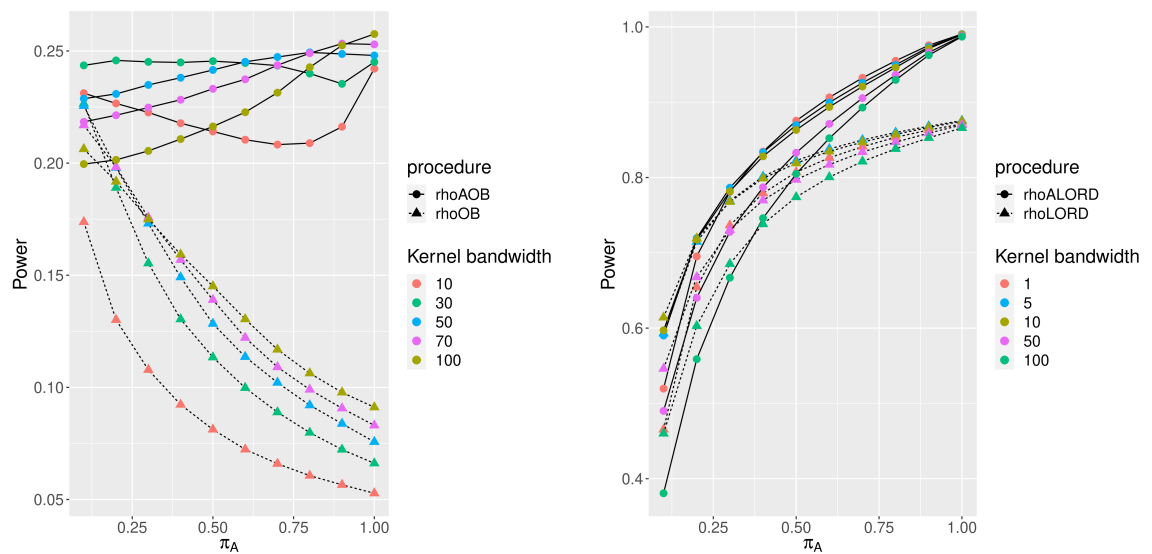 Power
0.25
0.20
0.15
0.10
0.05
0.25
0.50
0.75
1.00
πA
procedure
rhoAOB
rhoOB
Kernel bandwidth
10
30
50
70
100
Power
1.0
0.8
0.6
0.4
0.25
0.50
0.75
1.00
πA
procedure
rhoALORD
rhoLORD
Kernel bandwidth
1
5
10
50
100